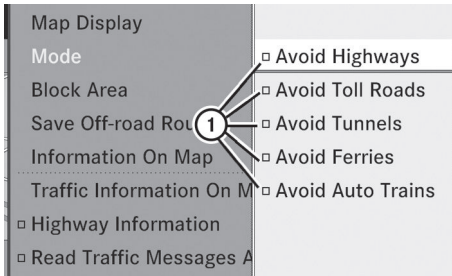 Map Display
Mode
Block Area
Save Off-road Rou
Information On Map
Traffic Information On M
Highway Information
Read Traffic Messages A
1
Avoid Highways
Avoid Toll Roads
Avoid Tunnels
Avoid Ferries
Avoid Auto Trains